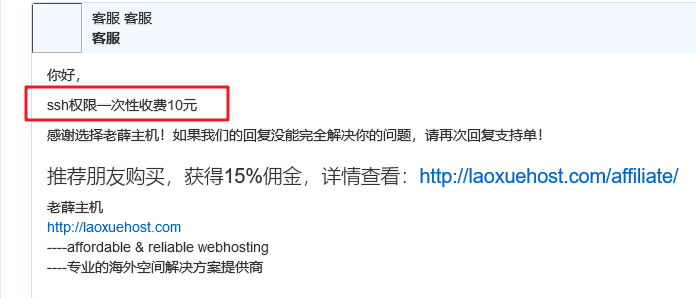 客服 客服
客服
你好，
ssh权限一次性收费10元
感谢选择老薛主机！如果我们的回复没能完全解决你的问题，请再次回复支持单！
推荐朋友购买，获得15%佣金，详情查看：http://laoxuehost.com/affiliate/
老薛主机
http://laoxuehost.com
----affordable & reliable webhosting
----专业的海外空间解决方案提供商